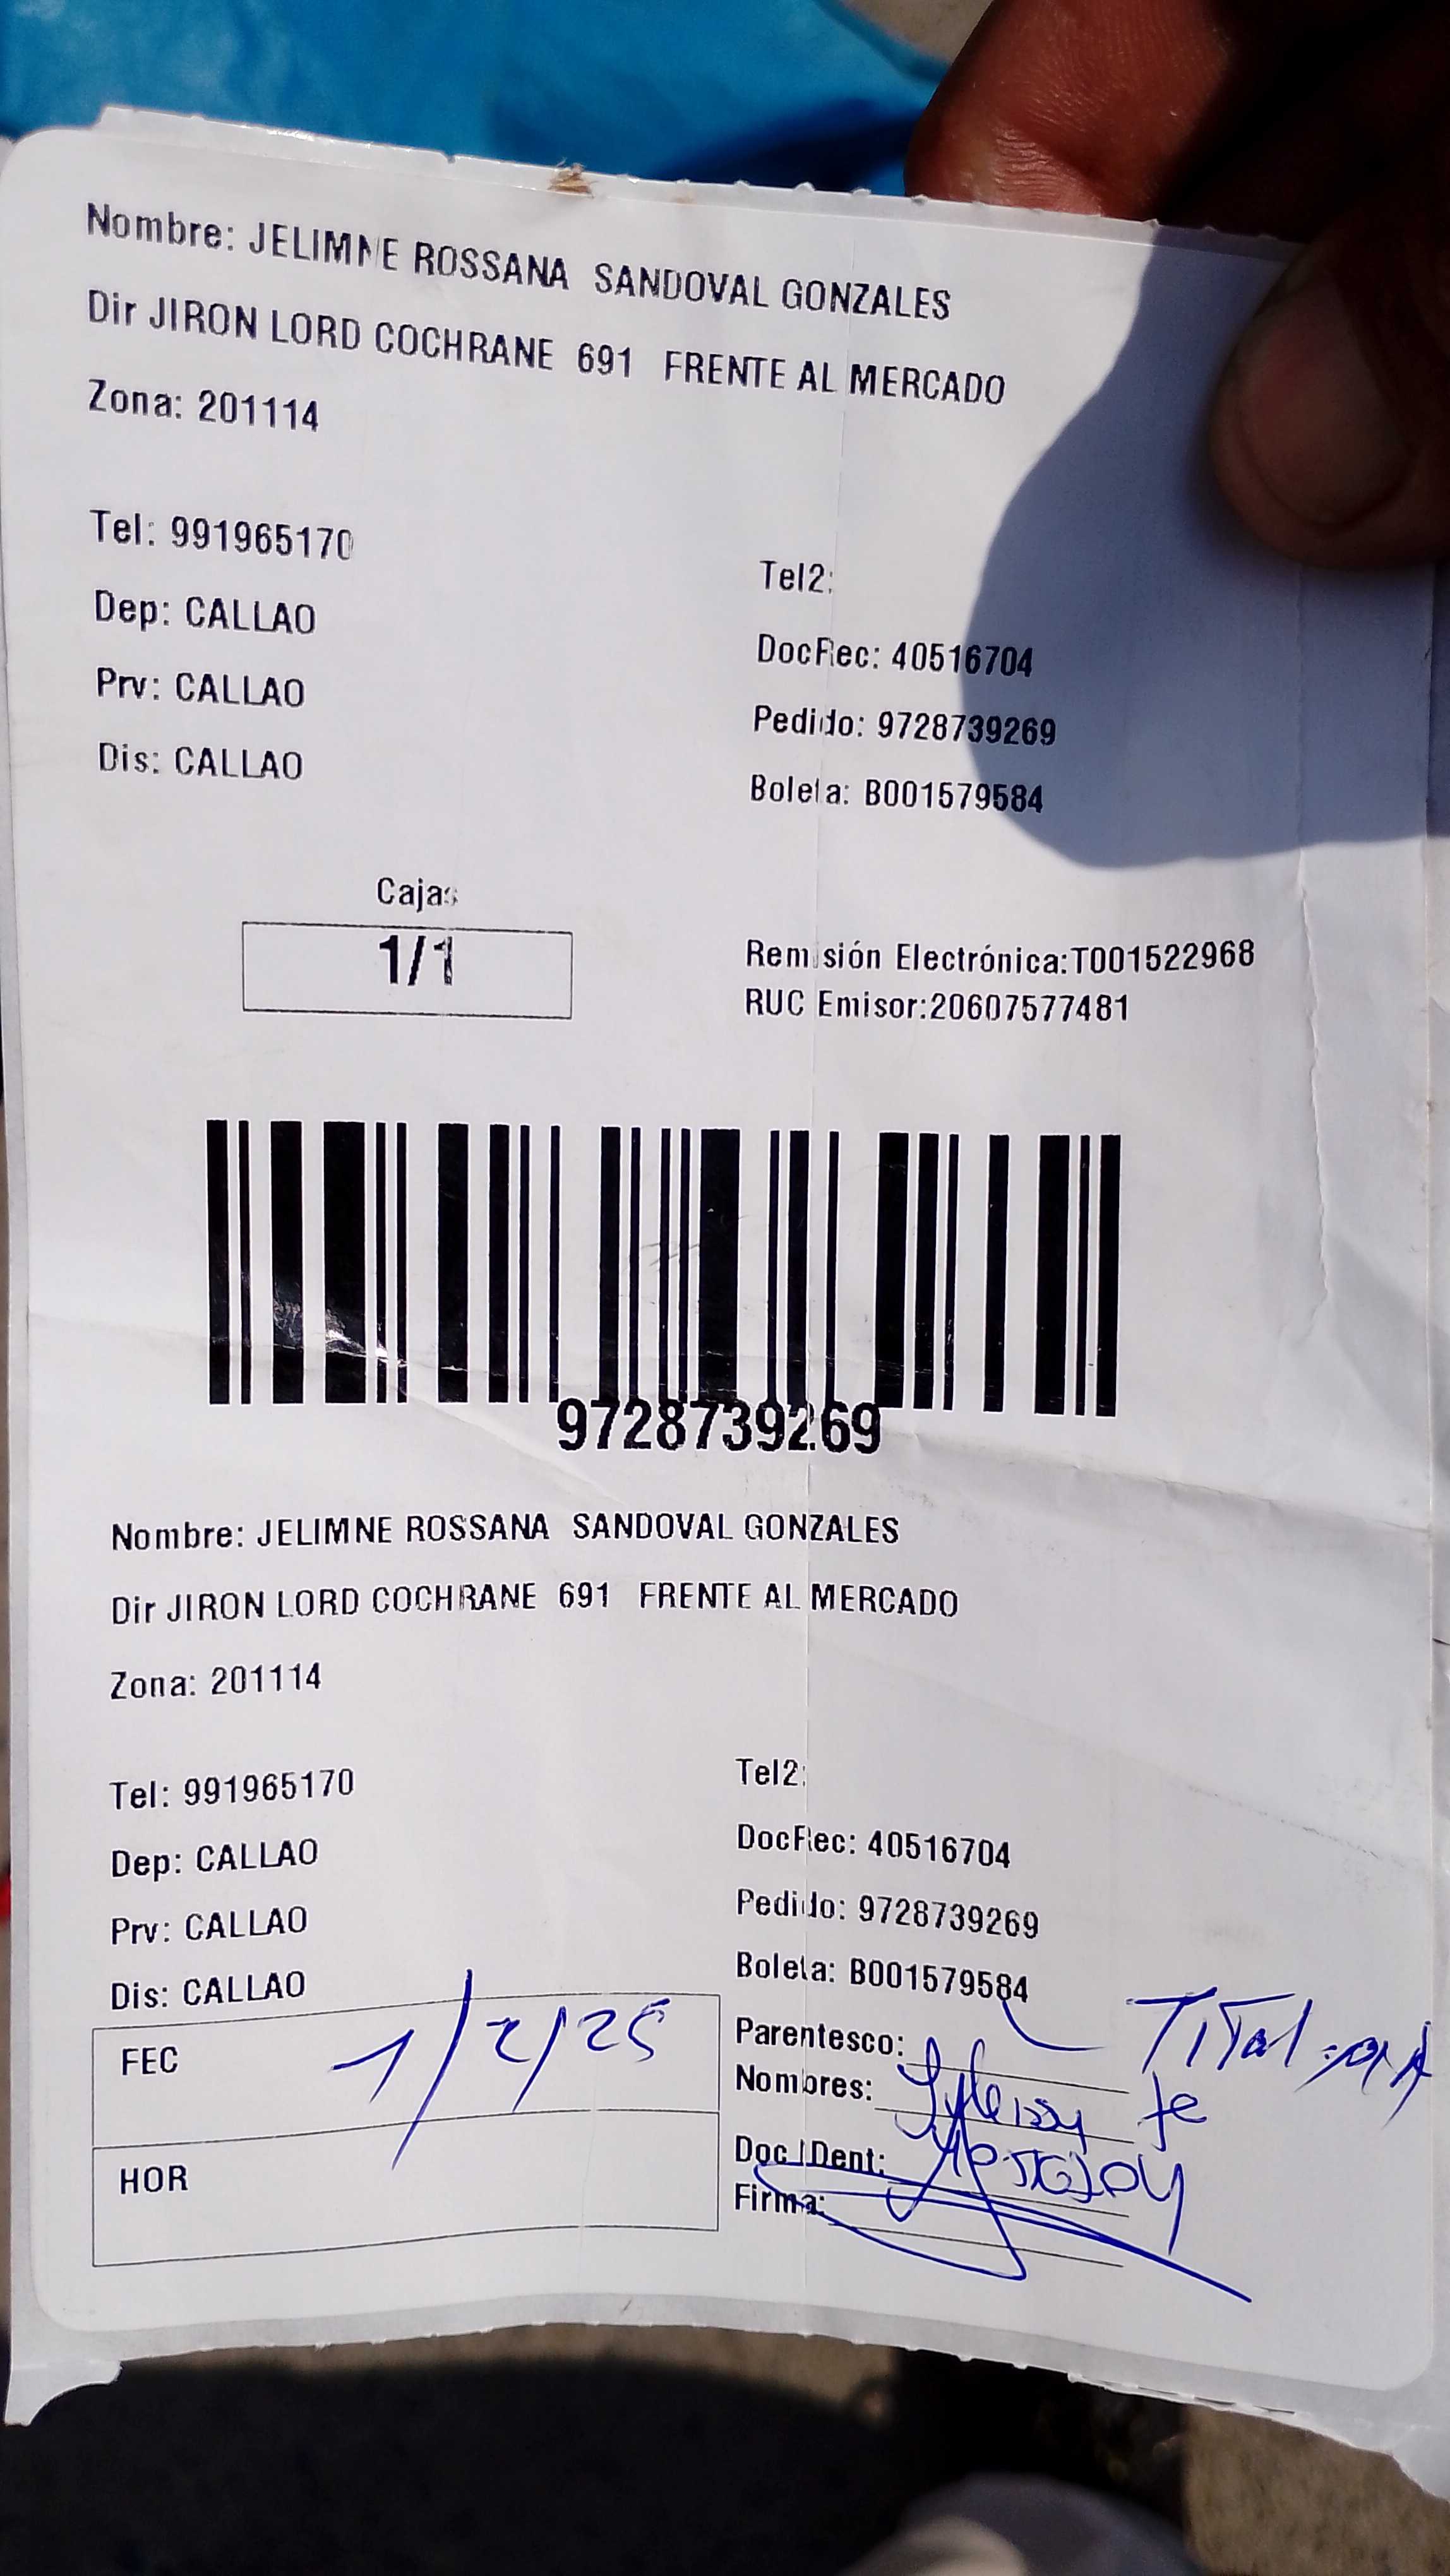 Nombre: JELIMNE ROSSANA SANDOVAL GONZALES
Dir JIRON LORD COCHRANE 691 FRENTE AL MERCADO
Zona: 201114
Tel: 991965170
Tel2:
Dep: CALLAO
DocRec: 40516704
Prv: CALLAO
Pedido: 9728739269
Dis: CALLAO
Boleta: B001579584
Cajas
1/1
Remisión Electrónica:T001522968
RUC Emisor:20607577481
9728739269
Nombre: JELIMNE ROSSANA SANDOVAL GONZALES
Dir JIRON LORD COCHRANE 691 FRENTE AL MERCADO
Zona: 201114
Tel: 991965170
Tel2:
Dep: CALLAO
DocRec: 40516704
Prv: CALLAO
Pedido: 9728739269
Dis: CALLAO
Boleta: B001579584
FEC 1/2/25
Parentesco:
Nombres:
HOR
Doc IDent:
Firma: